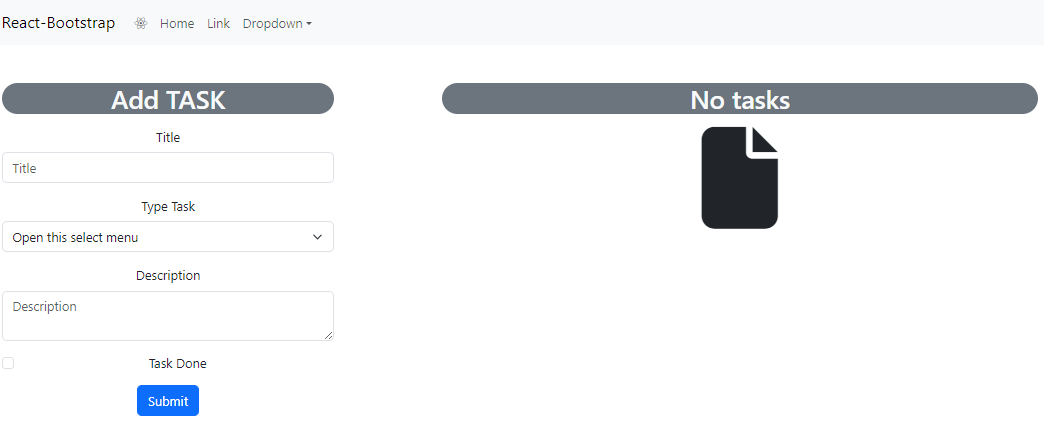 React-Bootstrap Home Link Dropdown
Add TASK
Title
Title
Type Task
Open this select menu
Description
Description
Task Done
Submit
No tasks